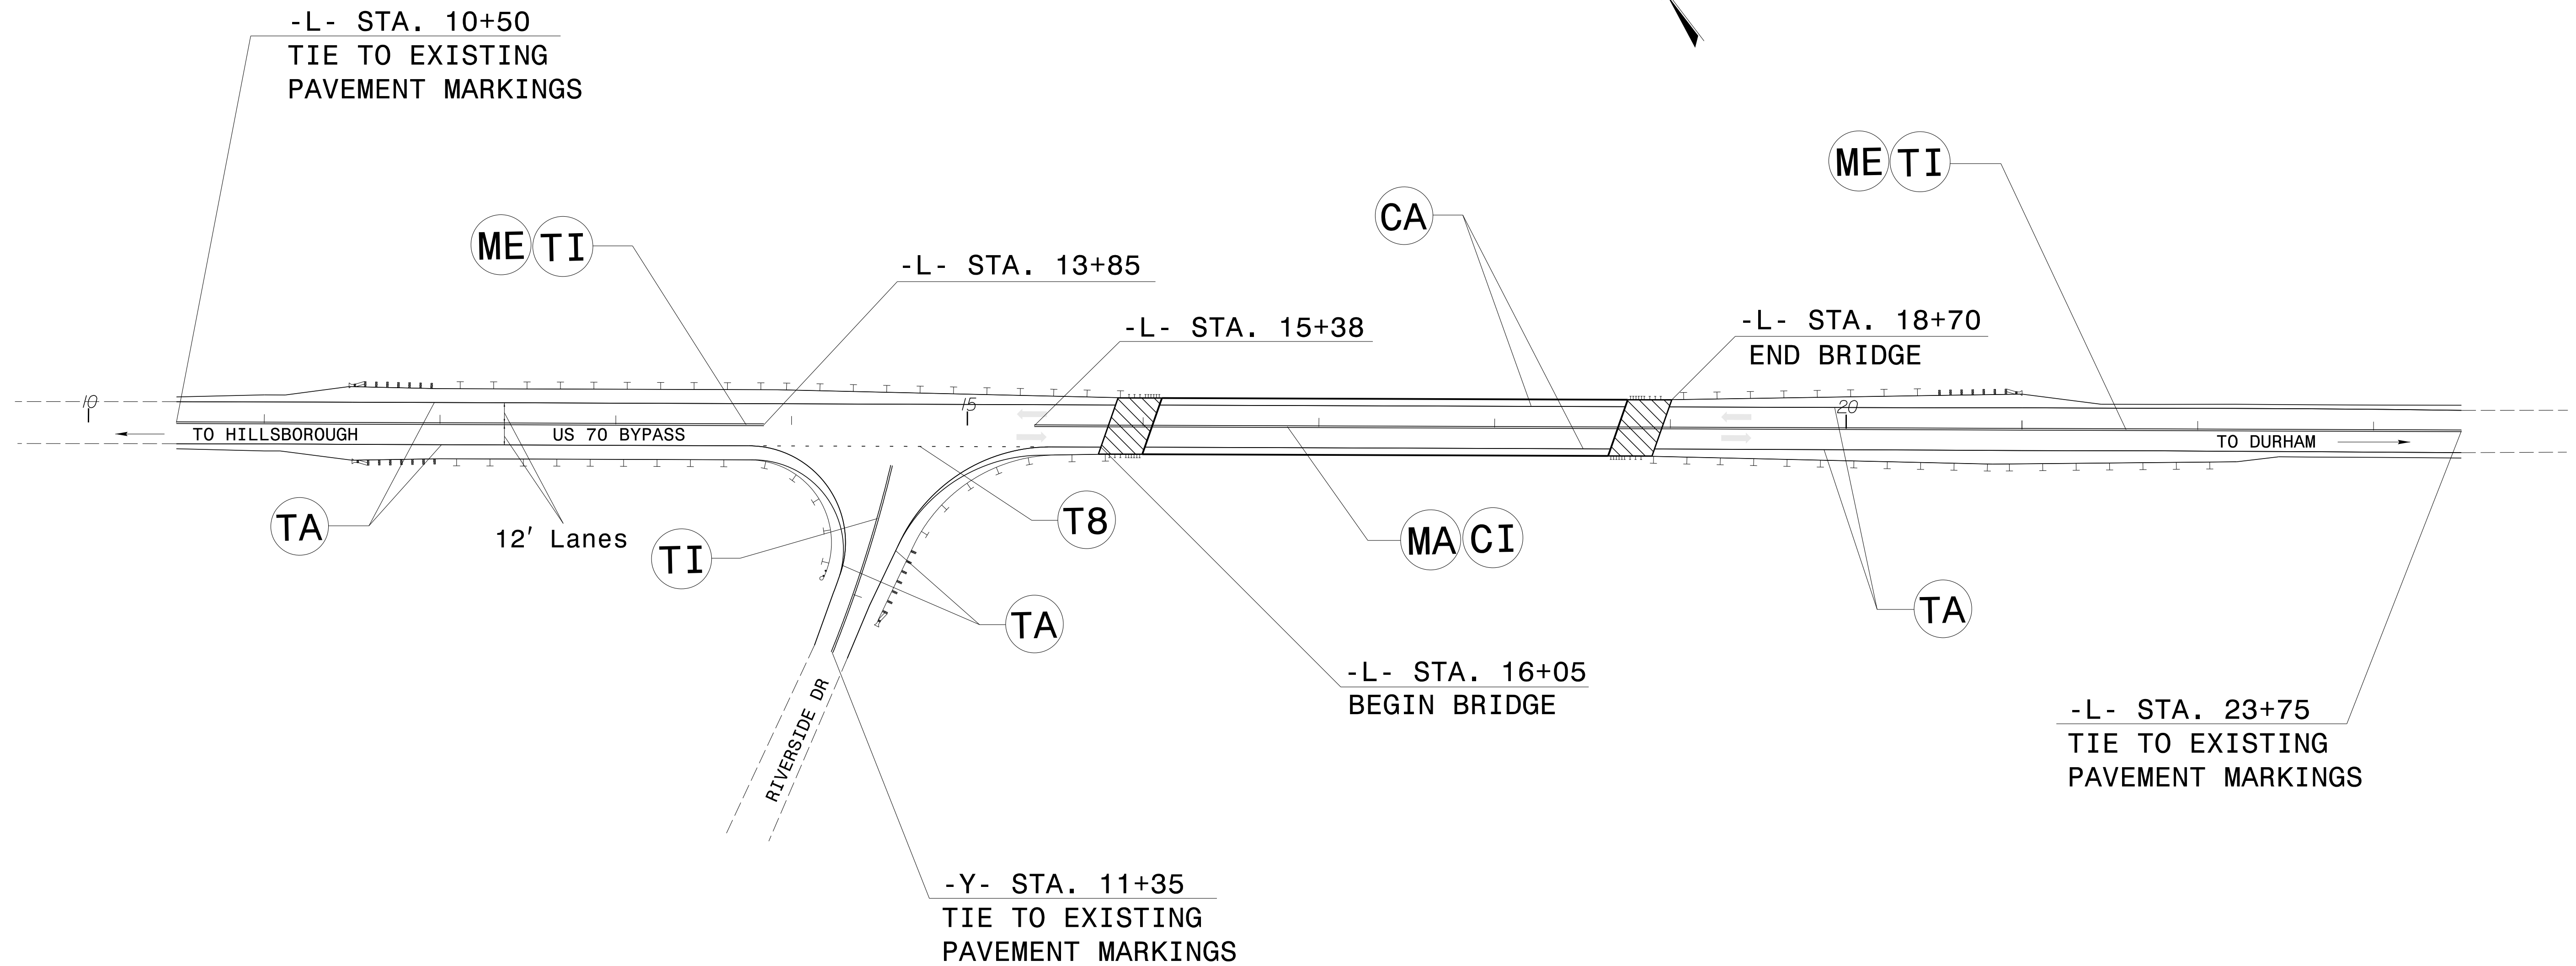 -L- STA. 10+50
TIE TO EXISTING
PAVEMENT MARKINGS
ME TI
-L- STA. 13+85
-L- STA. 15+38
CA
ME TI
-L- STA. 18+70
END BRIDGE
10
15
20
TO HILLSBOROUGH
US 70 BYPASS
TO DURHAM
TA
12' Lanes
TI
T8
TA
MA CI
TA
-L- STA. 16+05
BEGIN BRIDGE
RIVERSIDE DR
-L- STA. 23+75
TIE TO EXISTING
PAVEMENT MARKINGS
-Y- STA. 11+35
TIE TO EXISTING
PAVEMENT MARKINGS